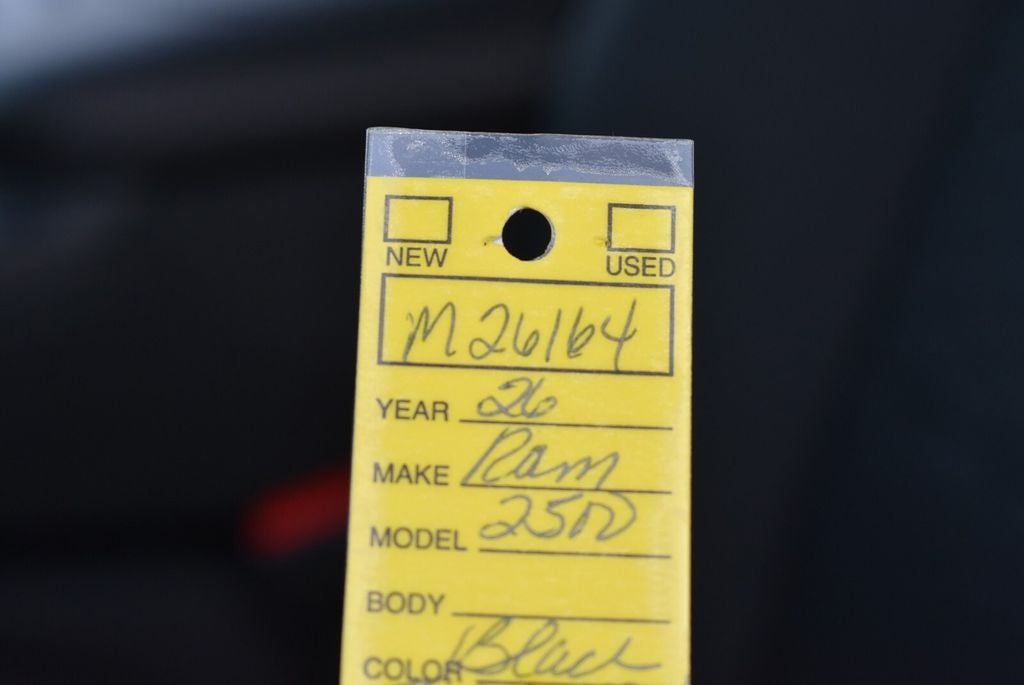 NEW USED
M26164
YEAR 26
MAKE Ram
MODEL 2500
BODY
COLOR Black